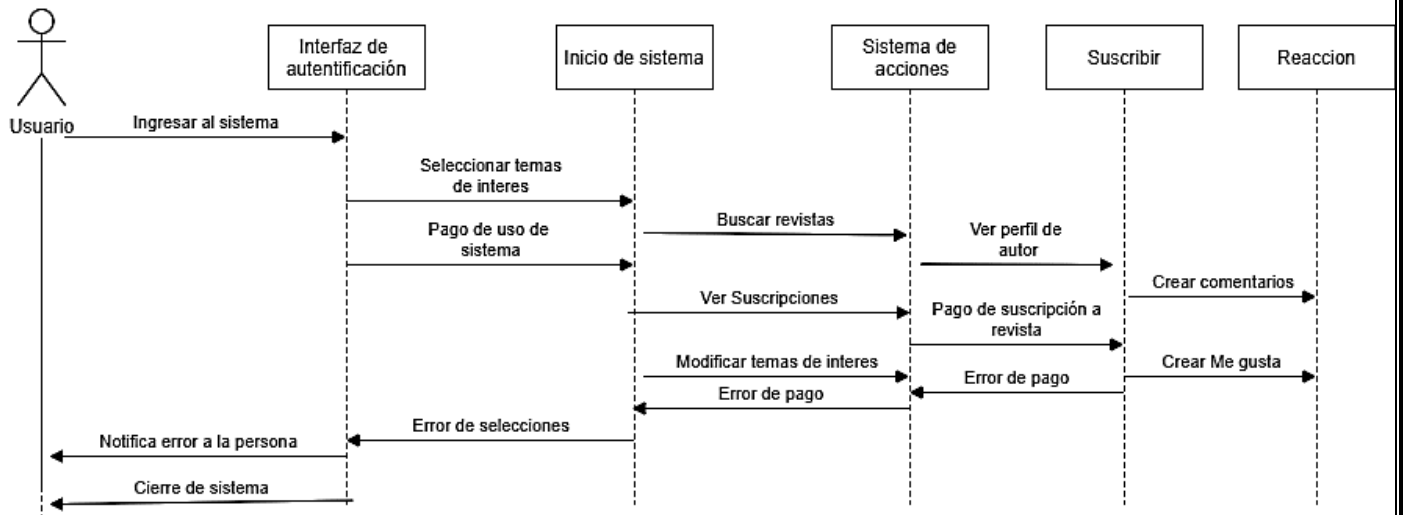 Usuario
Interfaz de
autentificación
Inicio de sistema
Sistema de
acciones
Suscribir
Reaccion
Ingresar al sistema
Seleccionar temas
de interes
Buscar revistas
Pago de uso de
sistema
Ver perfil de
autor
Crear comentarios
Ver Suscripciones
Pago de suscripción a
revista
Modificar temas de interes
Crear Me gusta
Error de pago
Error de pago
Error de selecciones
Notifica error a la persona
Cierre de sistema